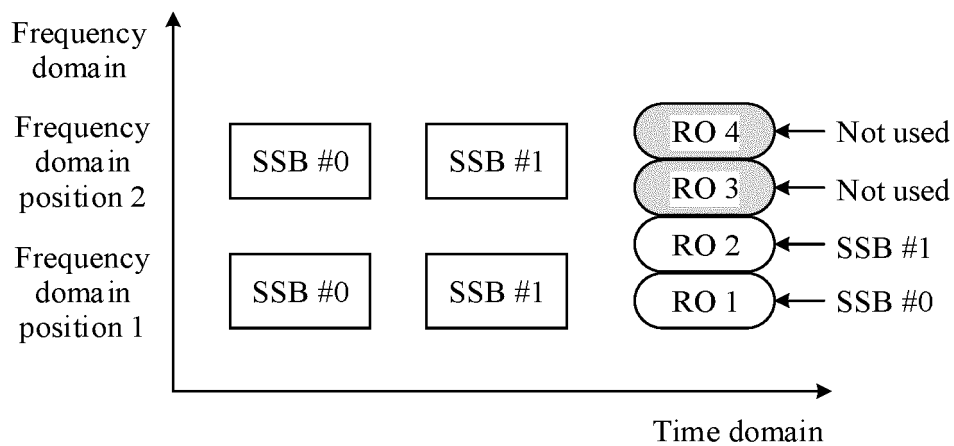 Frequency
domain
Frequency
domain
position 2
SSB #0
SSB #1
RO 4
Not used
RO 3
Not used
Frequency
domain
position 1
SSB #0
SSB #1
RO 2
SSB #1
RO 1
SSB #0
Time domain